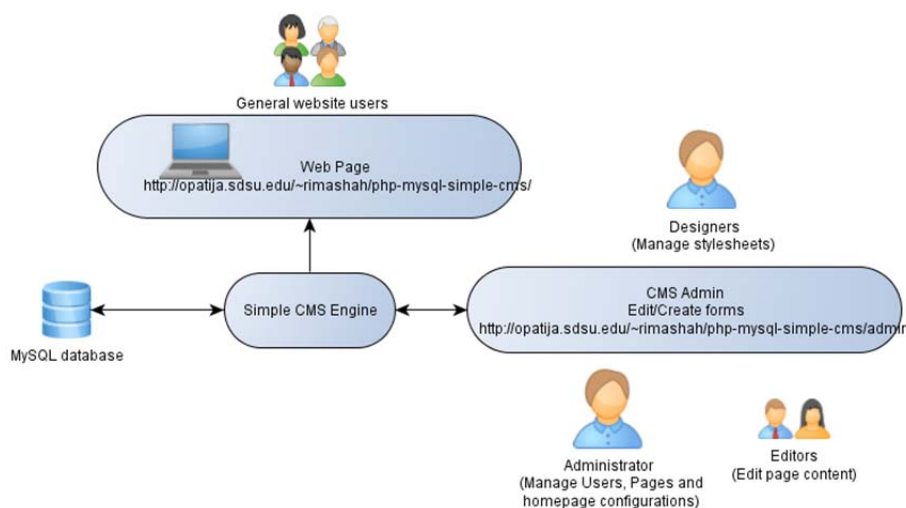 General website users
Web Page
http://opatija.sdsu.edu/~rimashah/php-mysql-simple-cms/
Designers
(Manage stylesheets)
Simple CMS Engine
CMS Admin
Edit/Create forms
http://opatija.sdsu.edu/~rimashah/php-mysql-simple-cms/admin
MySQL database
Administrator
(Manage Users, Pages and
homepage configurations)
Editors
(Edit page content)